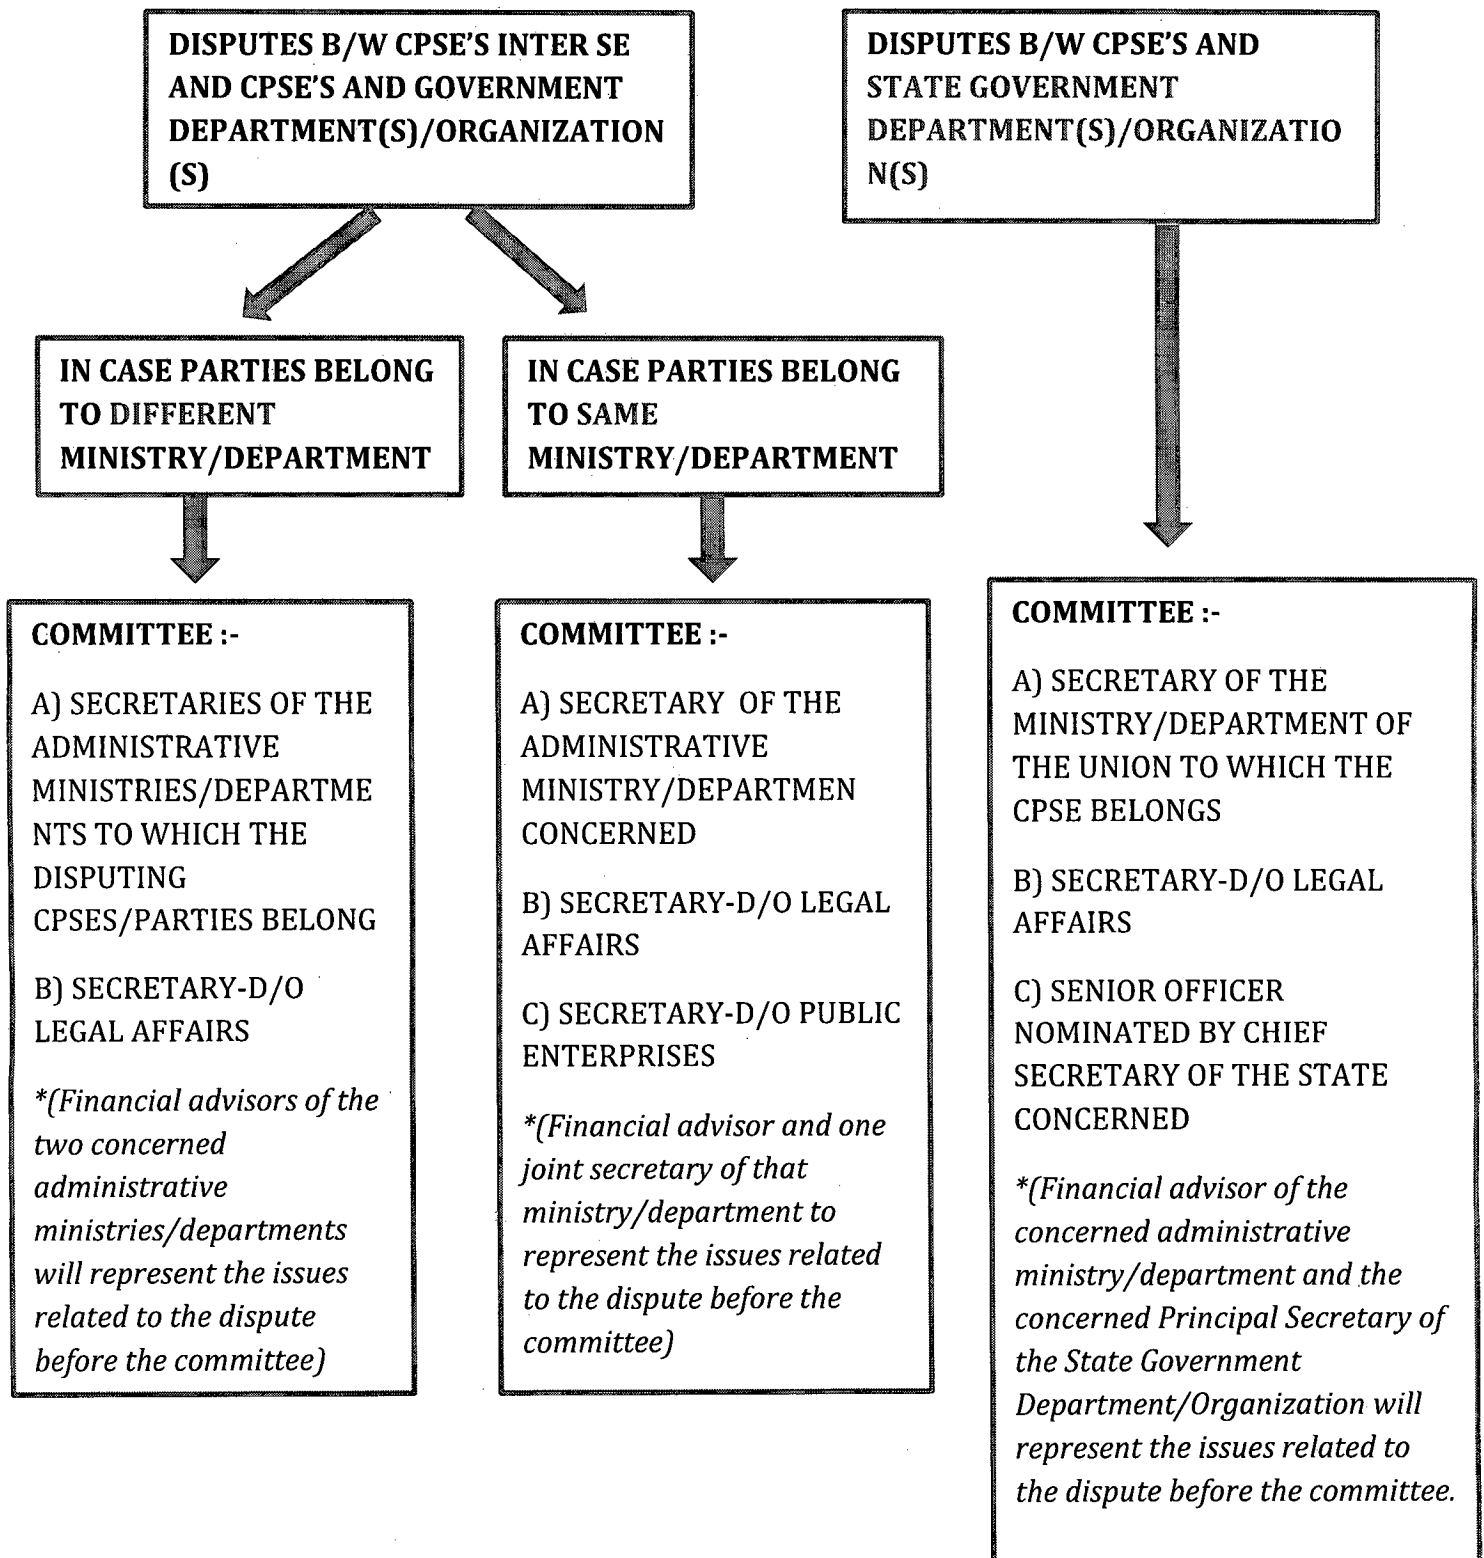 DISPUTES B/W CPSE'S INTER SE
AND CPSE'S AND GOVERNMENT
DEPARTMENT(S)/ORGANIZATION
(S)
DISPUTES B/W CPSE'S AND
STATE GOVERNMENT
DEPARTMENT(S)/ORGANIZATIO
N(S)
IN CASE PARTIES BELONG
TO DIFFERENT
MINISTRY/DEPARTMENT
IN CASE PARTIES BELONG
TO SAME
MINISTRY/DEPARTMENT
COMMITTEE :-
A) SECRETARIES OF THE
ADMINISTRATIVE
MINISTRIES/DEPARTME
NTS TO WHICH THE
DISPUTING
CPSES/PARTIES BELONG
B) SECRETARY-D/O
LEGAL AFFAIRS
*(Financial advisors of the
two concerned
administrative
ministries/departments
will represent the issues
related to the dispute
before the committee)
COMMITTEE :-
A) SECRETARY OF THE
ADMINISTRATIVE
MINISTRY/DEPARTMEN
CONCERNED
B) SECRETARY-D/O LEGAL
AFFAIRS
C) SECRETARY-D/O PUBLIC
ENTERPRISES
*(Financial advisor and one
joint secretary of that
ministry/department to
represent the issues related
to the dispute before the
committee)
COMMITTEE :-
A) SECRETARY OF THE
MINISTRY/DEPARTMENT OF
THE UNION TO WHICH THE
CPSE BELONGS
B) SECRETARY-D/O LEGAL
AFFAIRS
C) SENIOR OFFICER
NOMINATED BY CHIEF
SECRETARY OF THE STATE
CONCERNED
*(Financial advisor of the
concerned administrative
ministry/department and the
concerned Principal Secretary of
the State Government
Department/Organization will
represent the issues related to
the dispute before the committee.